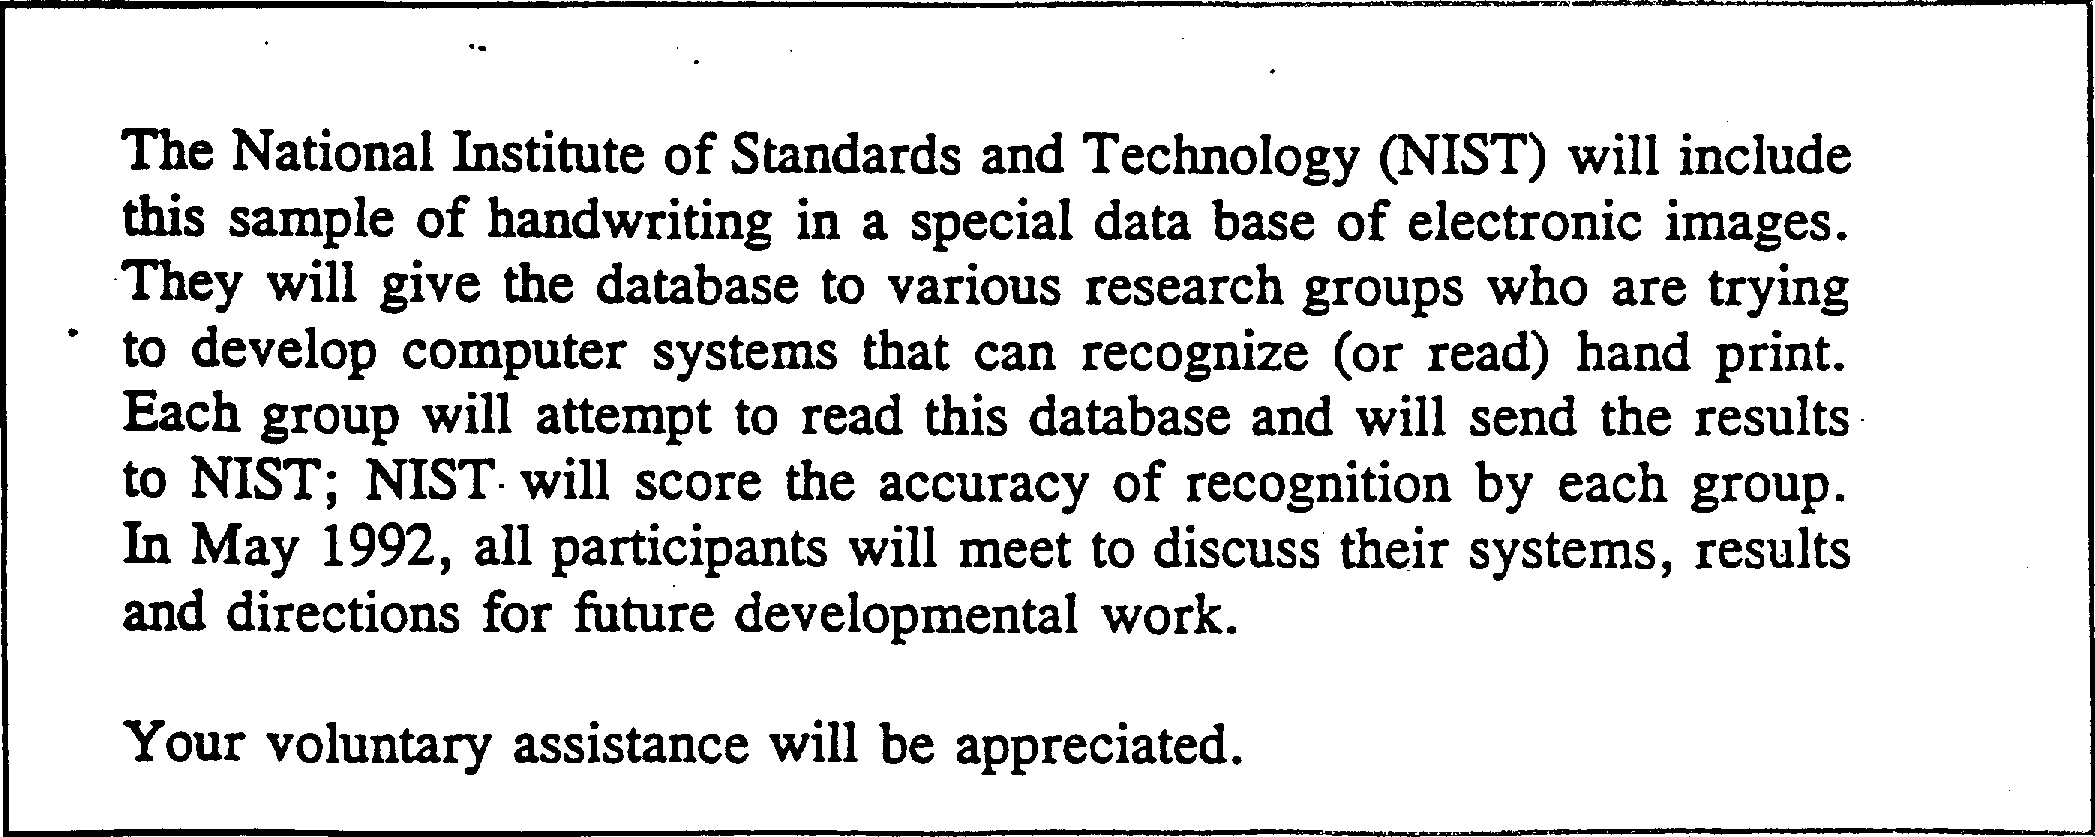 The National Institute of Standards and Technology (NIST) will include
this sample of handwriting in a special data base of electronic images.
They will give the database to various research groups who are trying
to develop computer systems that can recognize (or read) hand print.
Each group will attempt to read this database and will send the results
to NIST; NIST will score the accuracy of recognition by each group.
In May 1992, all participants will meet to discuss their systems, results
and directions for future developmental work.
Your voluntary assistance will be appreciated.